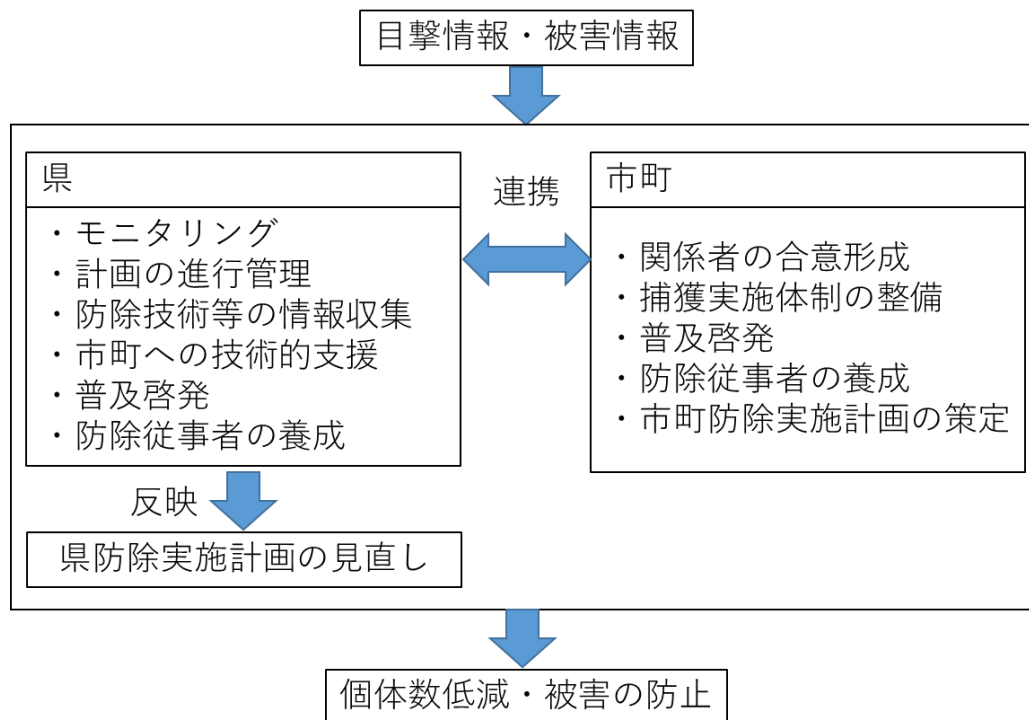 目撃情報・被害情報
県
・モニタリング
・計画の進行管理
・防除技術等の情報収集
・市町への技術的支援
・普及啓発
・防除従事者の養成
連携
市町
・関係者の合意形成
・捕獲実施体制の整備
・普及啓発
・防除従事者の養成
・市町防除実施計画の策定
反映
県防除実施計画の見直し
個体数低減・被害の防止